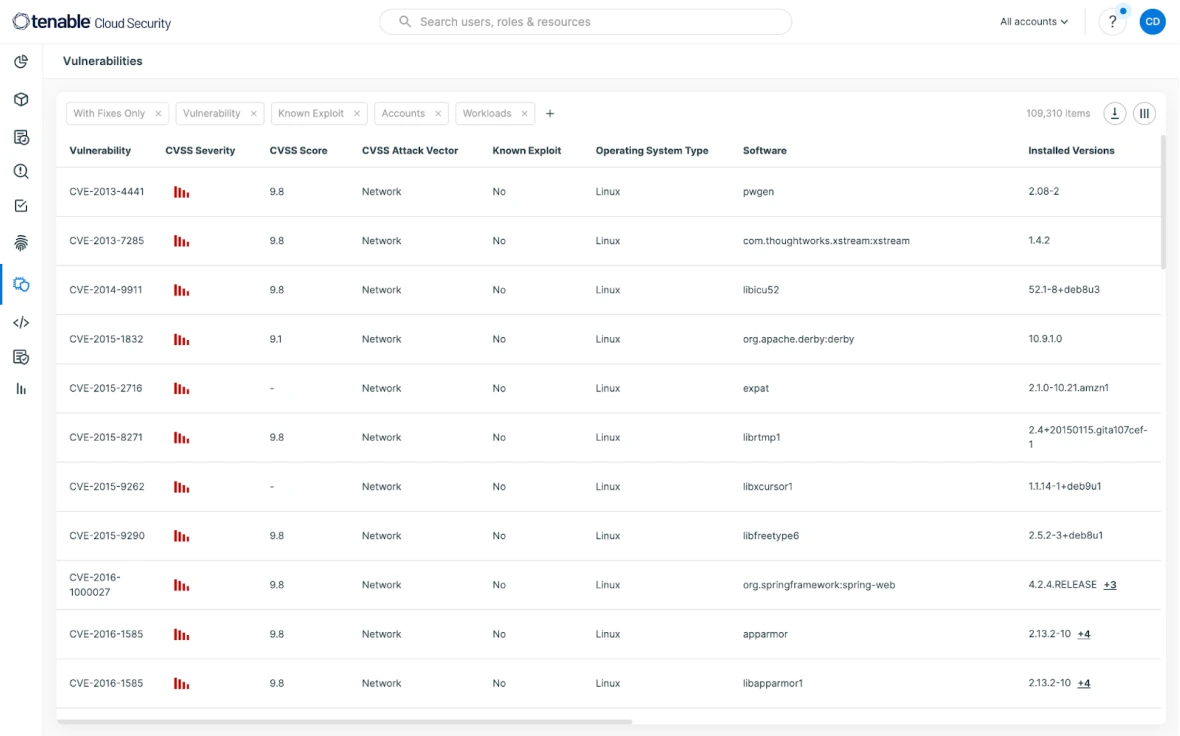 tenable Cloud Security
Search users, roles & resources
All accounts
?
CD
Vulnerabilities
With Fixes Only × Vulnerability × Known Exploit × Accounts × Workloads × +
109,310 items
Vulnerability CVSS Severity CVSS Score CVSS Attack Vector Known Exploit Operating System Type Software Installed Versions
CVE-2013-4441 9.8 Network No Linux pwgen 2.08-2
CVE-2013-7285 9.8 Network No Linux com.thoughtworks.xstream:xstream 1.4.2
CVE-2014-9911 9.8 Network No Linux libicu52 52.1-8+deb8u3
CVE-2015-1832 9.1 Network No Linux org.apache.derby:derby 10.9.1.0
CVE-2015-2716 - Network No Linux expat 2.1.0-10.21.amzn1
CVE-2015-8271 9.8 Network No Linux librtmp1 2.4+20150115.gita107cef-
1
CVE-2015-9262 - Network No Linux libxcursor1 1.1.14-1+deb9u1
CVE-2015-9290 9.8 Network No Linux libfreetype6 2.5.2-3+deb8u1
CVE-2016-
1000027 9.8 Network No Linux org.springframework:spring-web 4.2.4.RELEASE +3
CVE-2016-1585 9.8 Network No Linux apparmor 2.13.2-10 +4
CVE-2016-1585 9.8 Network No Linux libapparmor1 2.13.2-10 +4